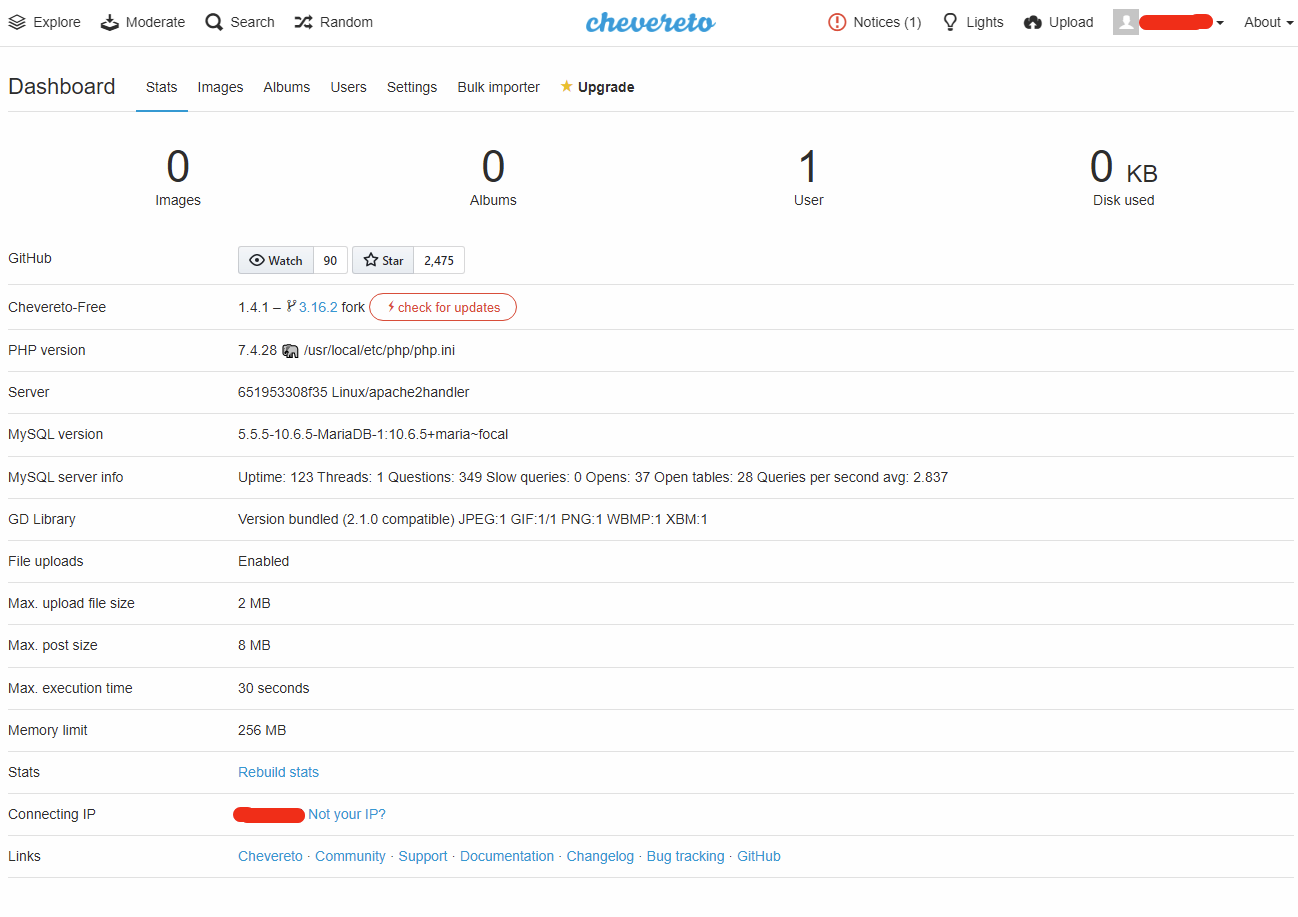 Explore Moderate Search Random chevereto Notices (1) Lights Upload About
Dashboard Stats Images Albums Users Settings Bulk importer Upgrade
0 0 1 0 KB
Images Albums User Disk used
GitHub Watch 90 Star 2,475
Chevereto-Free 1.4.1 – 3.16.2 fork check for updates
PHP version 7.4.28 /usr/local/etc/php/php.ini
Server 651953308f35 Linux/apache2handler
MySQL version 5.5.5-10.6.5-MariaDB-1:10.6.5+maria~focal
MySQL server info Uptime: 123 Threads: 1 Questions: 349 Slow queries: 0 Opens: 37 Open tables: 28 Queries per second avg: 2.837
GD Library Version bundled (2.1.0 compatible) JPEG:1 GIF:1/1 PNG:1 WBMP:1 XBM:1
File uploads Enabled
Max. upload file size 2 MB
Max. post size 8 MB
Max. execution time 30 seconds
Memory limit 256 MB
Stats Rebuild stats
Connecting IP Not your IP?
Links Chevereto · Community · Support · Documentation · Changelog · Bug tracking · GitHub